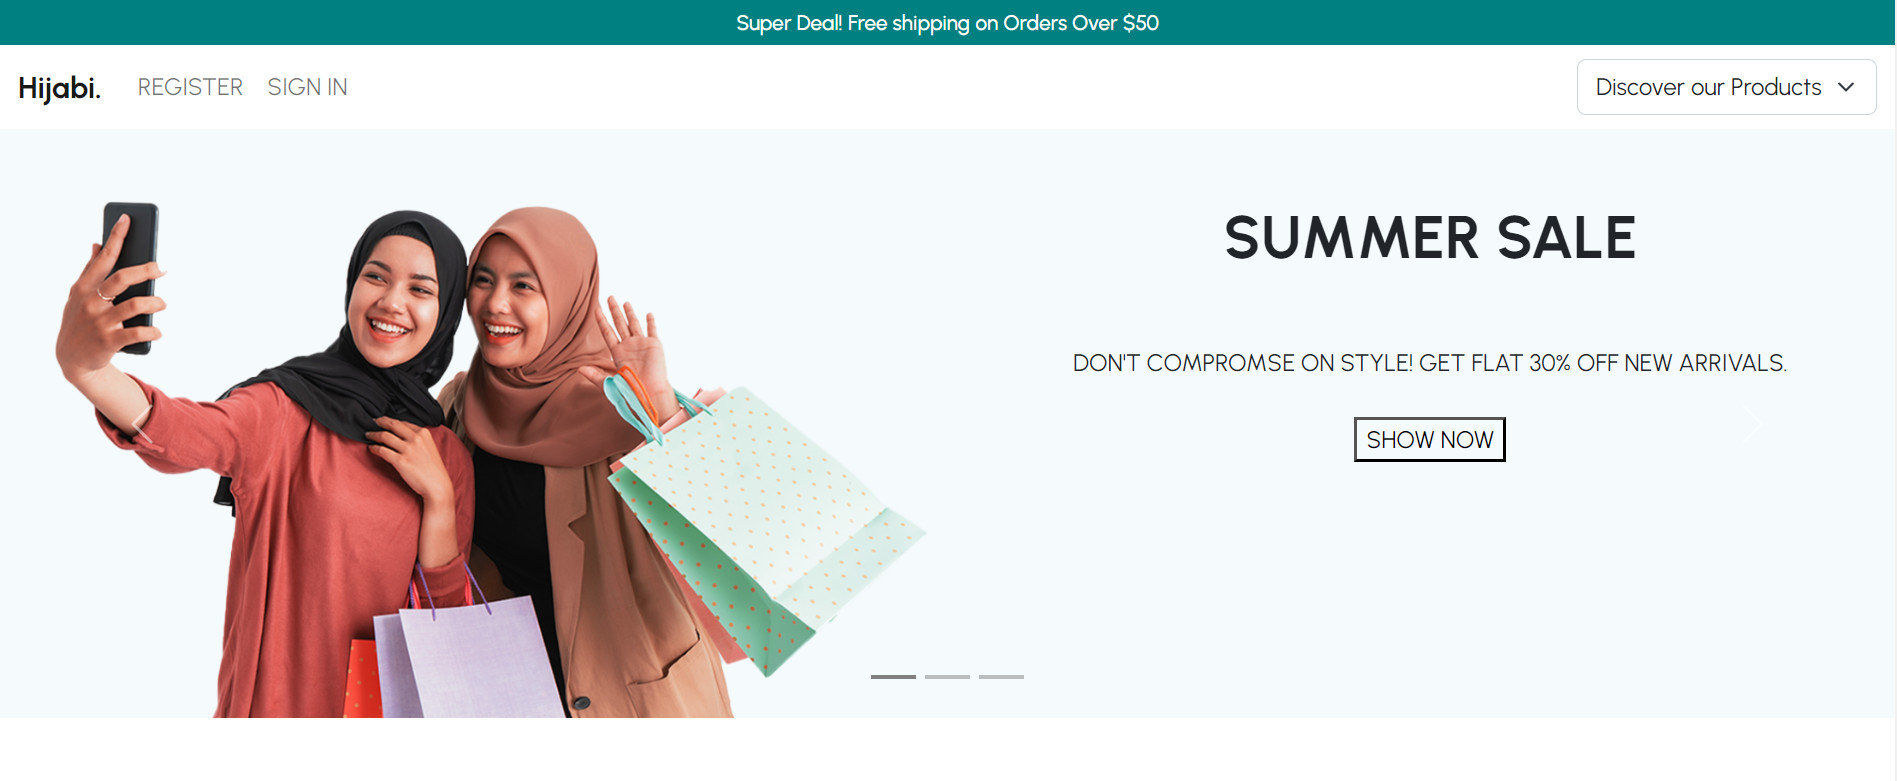 Super Deal! Free shipping on Orders Over $50
Hijabi. REGISTER SIGN IN Discover our Products
SUMMER SALE
DON'T COMPROMSE ON STYLE! GET FLAT 30% OFF NEW ARRIVALS.
SHOW NOW